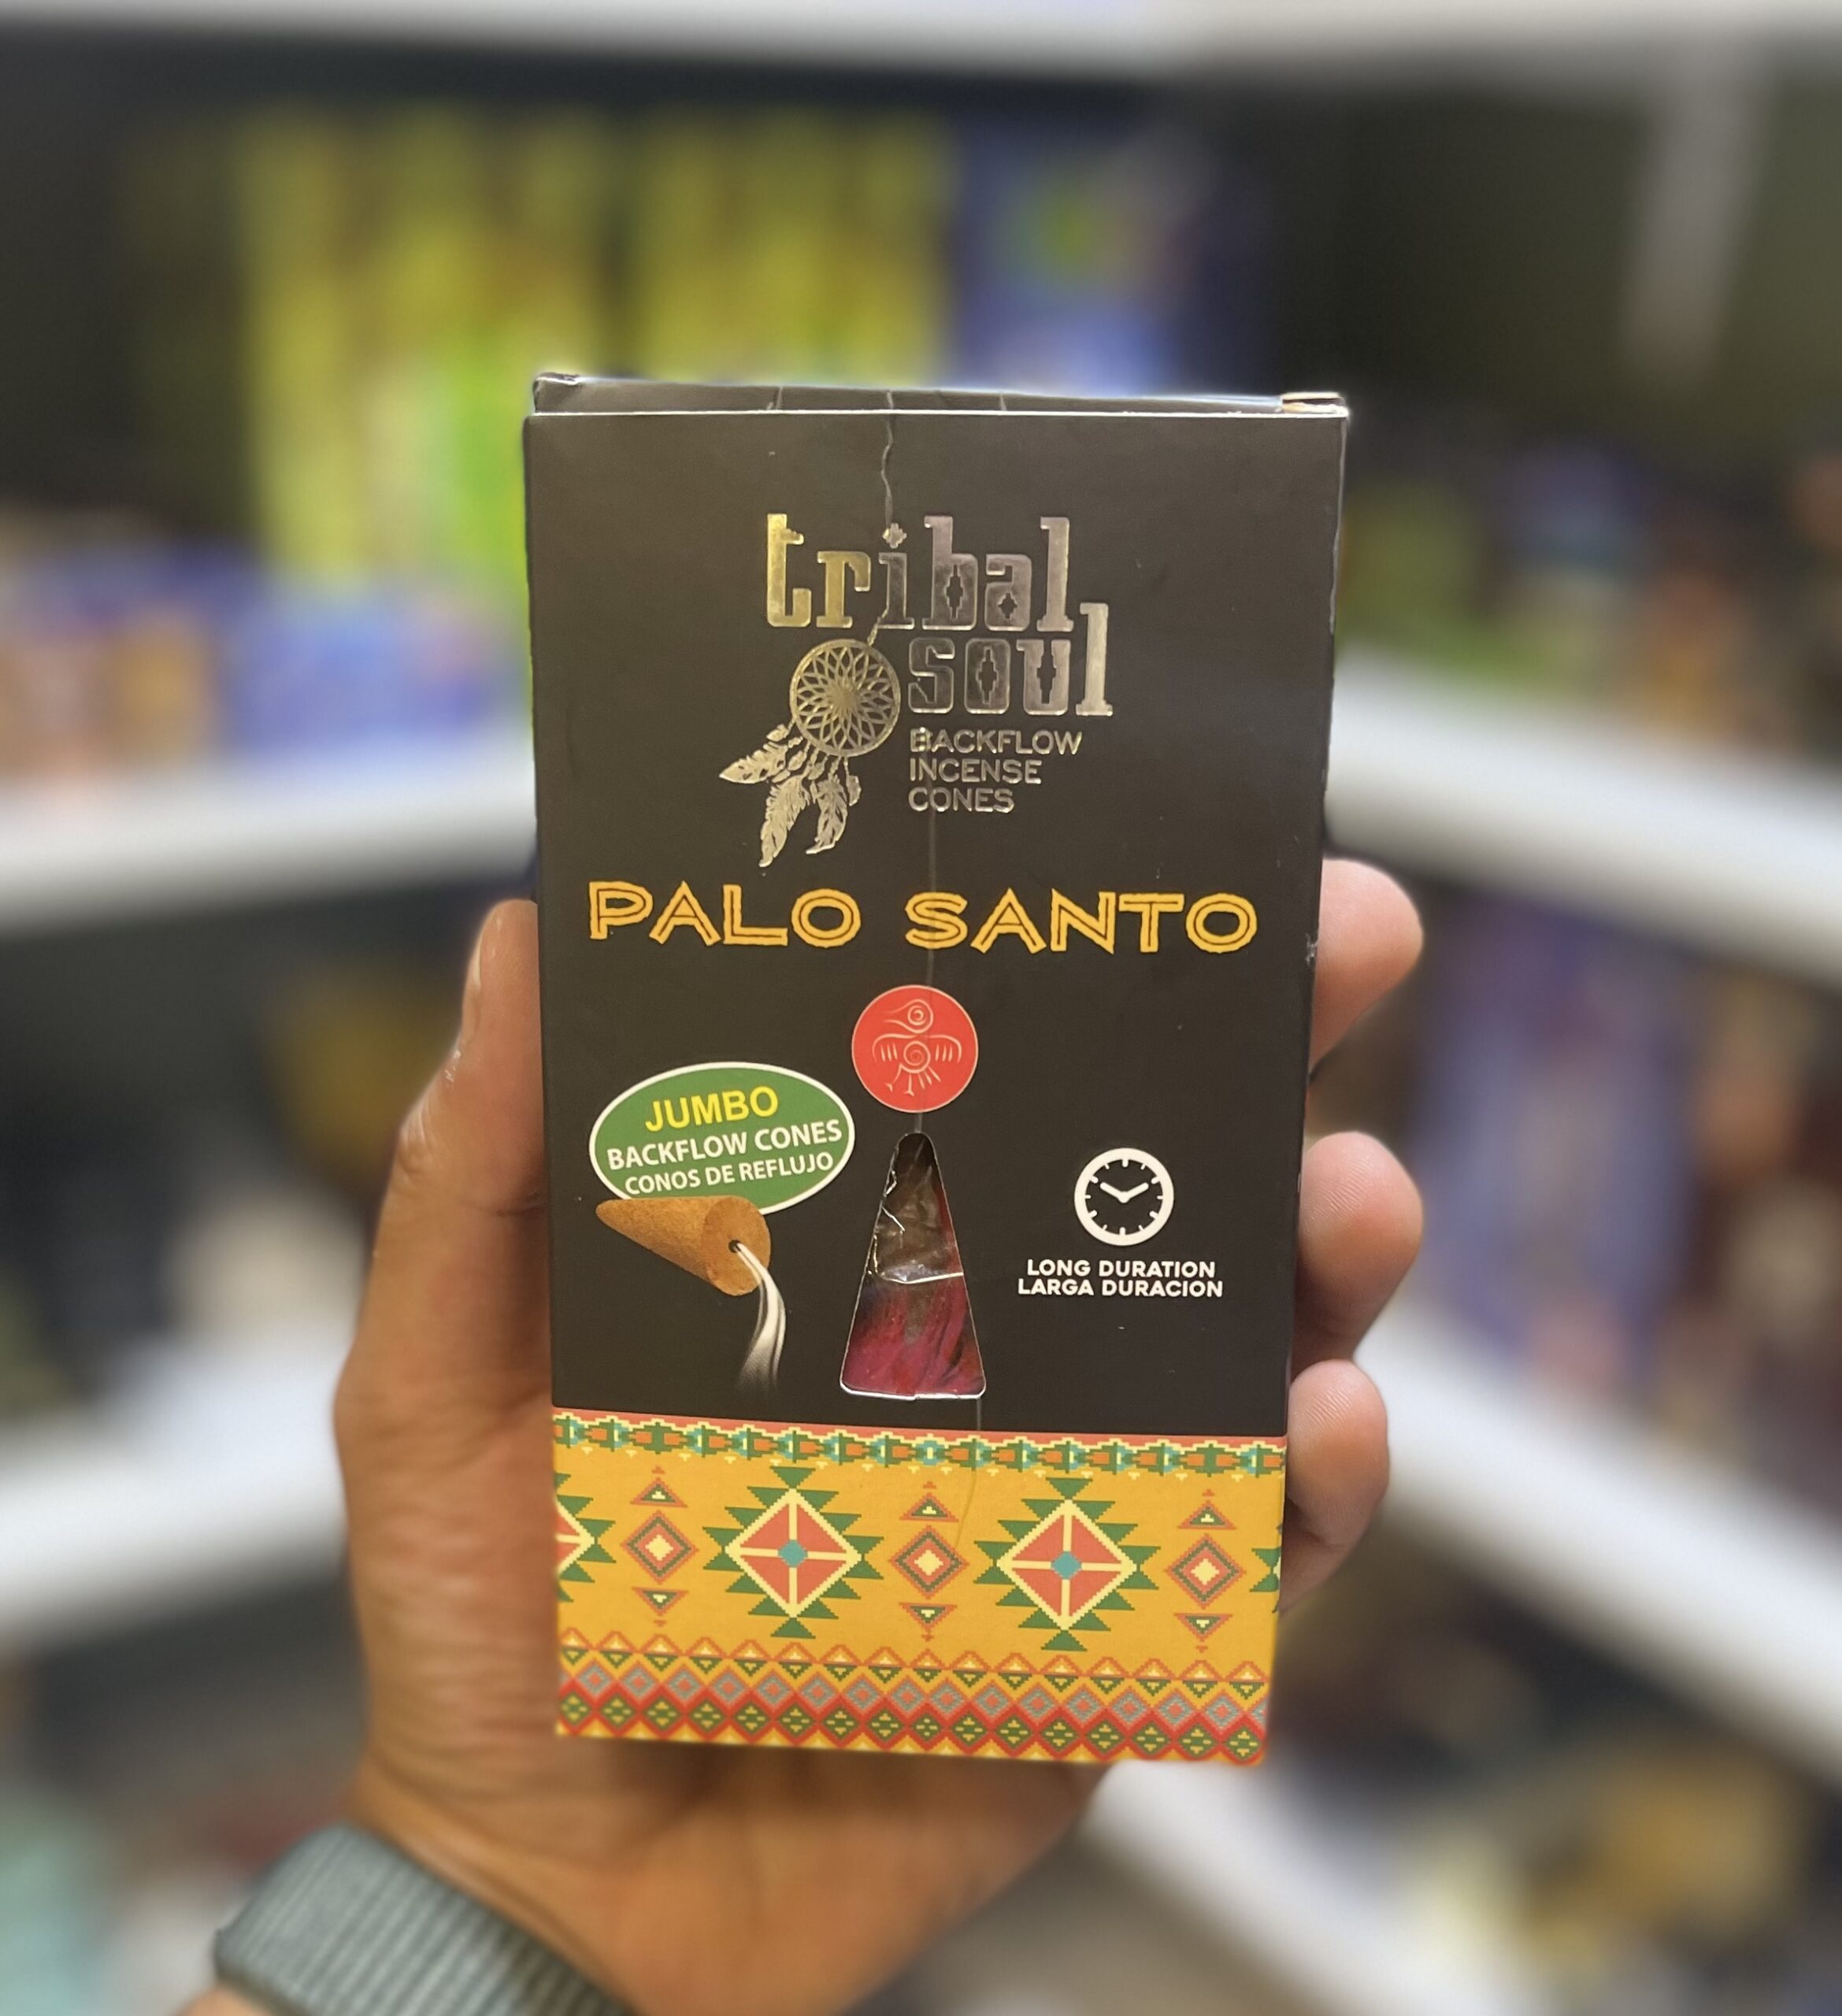 tribal
soul
BACKFLOW
INCENSE
CONES
PALO SANTO
JUMBO
BACKFLOW CONES
CONOS DE REFLUJO
LONG DURATION
LARGA DURACION